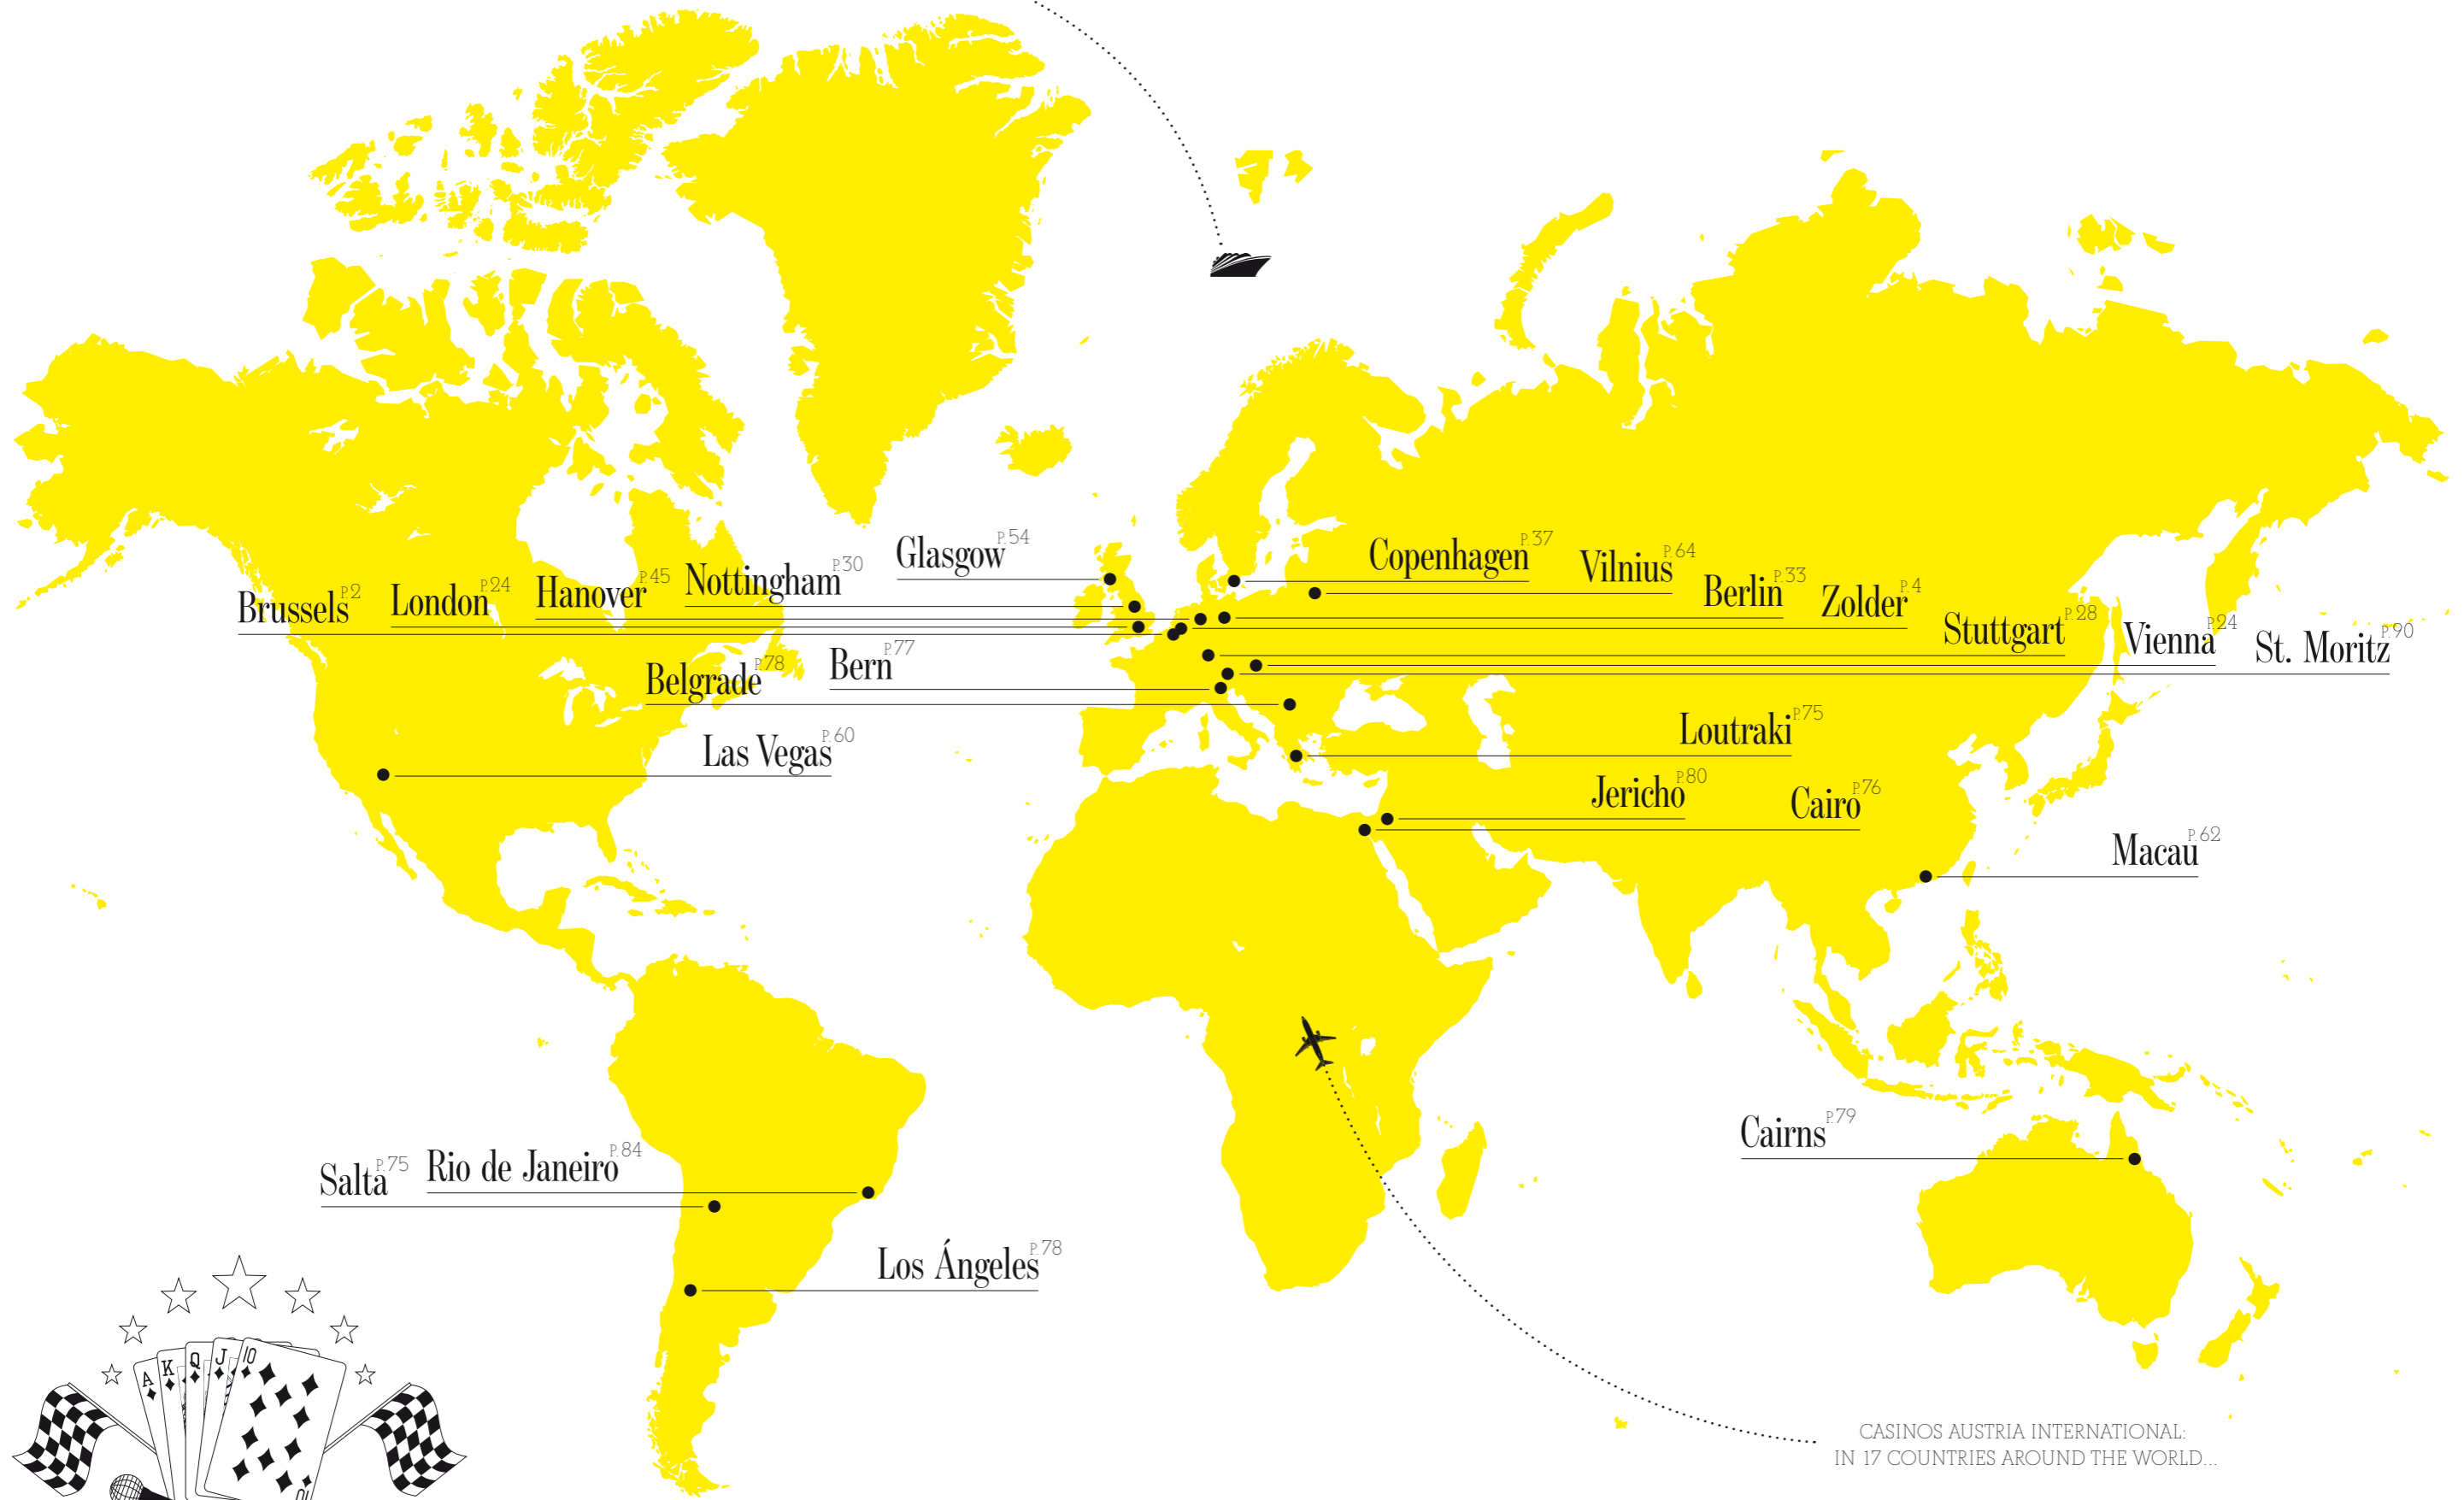 Glasgow P.54
Copenhagen P.37
Vilnius P.64
Brussels P.2
London P.24
Hanover P.45
Nottingham P.30
Berlin P.33
Zolder P.4
Stuttgart P.28
Vienna P.24
St. Moritz P.90
Belgrade P.78
Bern P.77
Las Vegas P.60
Loutraki P.75
Jericho P.80
Cairo P.76
Macau P.62
Cairns P.79
Salta P.75
Rio de Janeiro P.84
Los Ángeles P.78
A
K
Q
J
10
10
CASINOS AUSTRIA INTERNATIONAL:
IN 17 COUNTRIES AROUND THE WORLD...